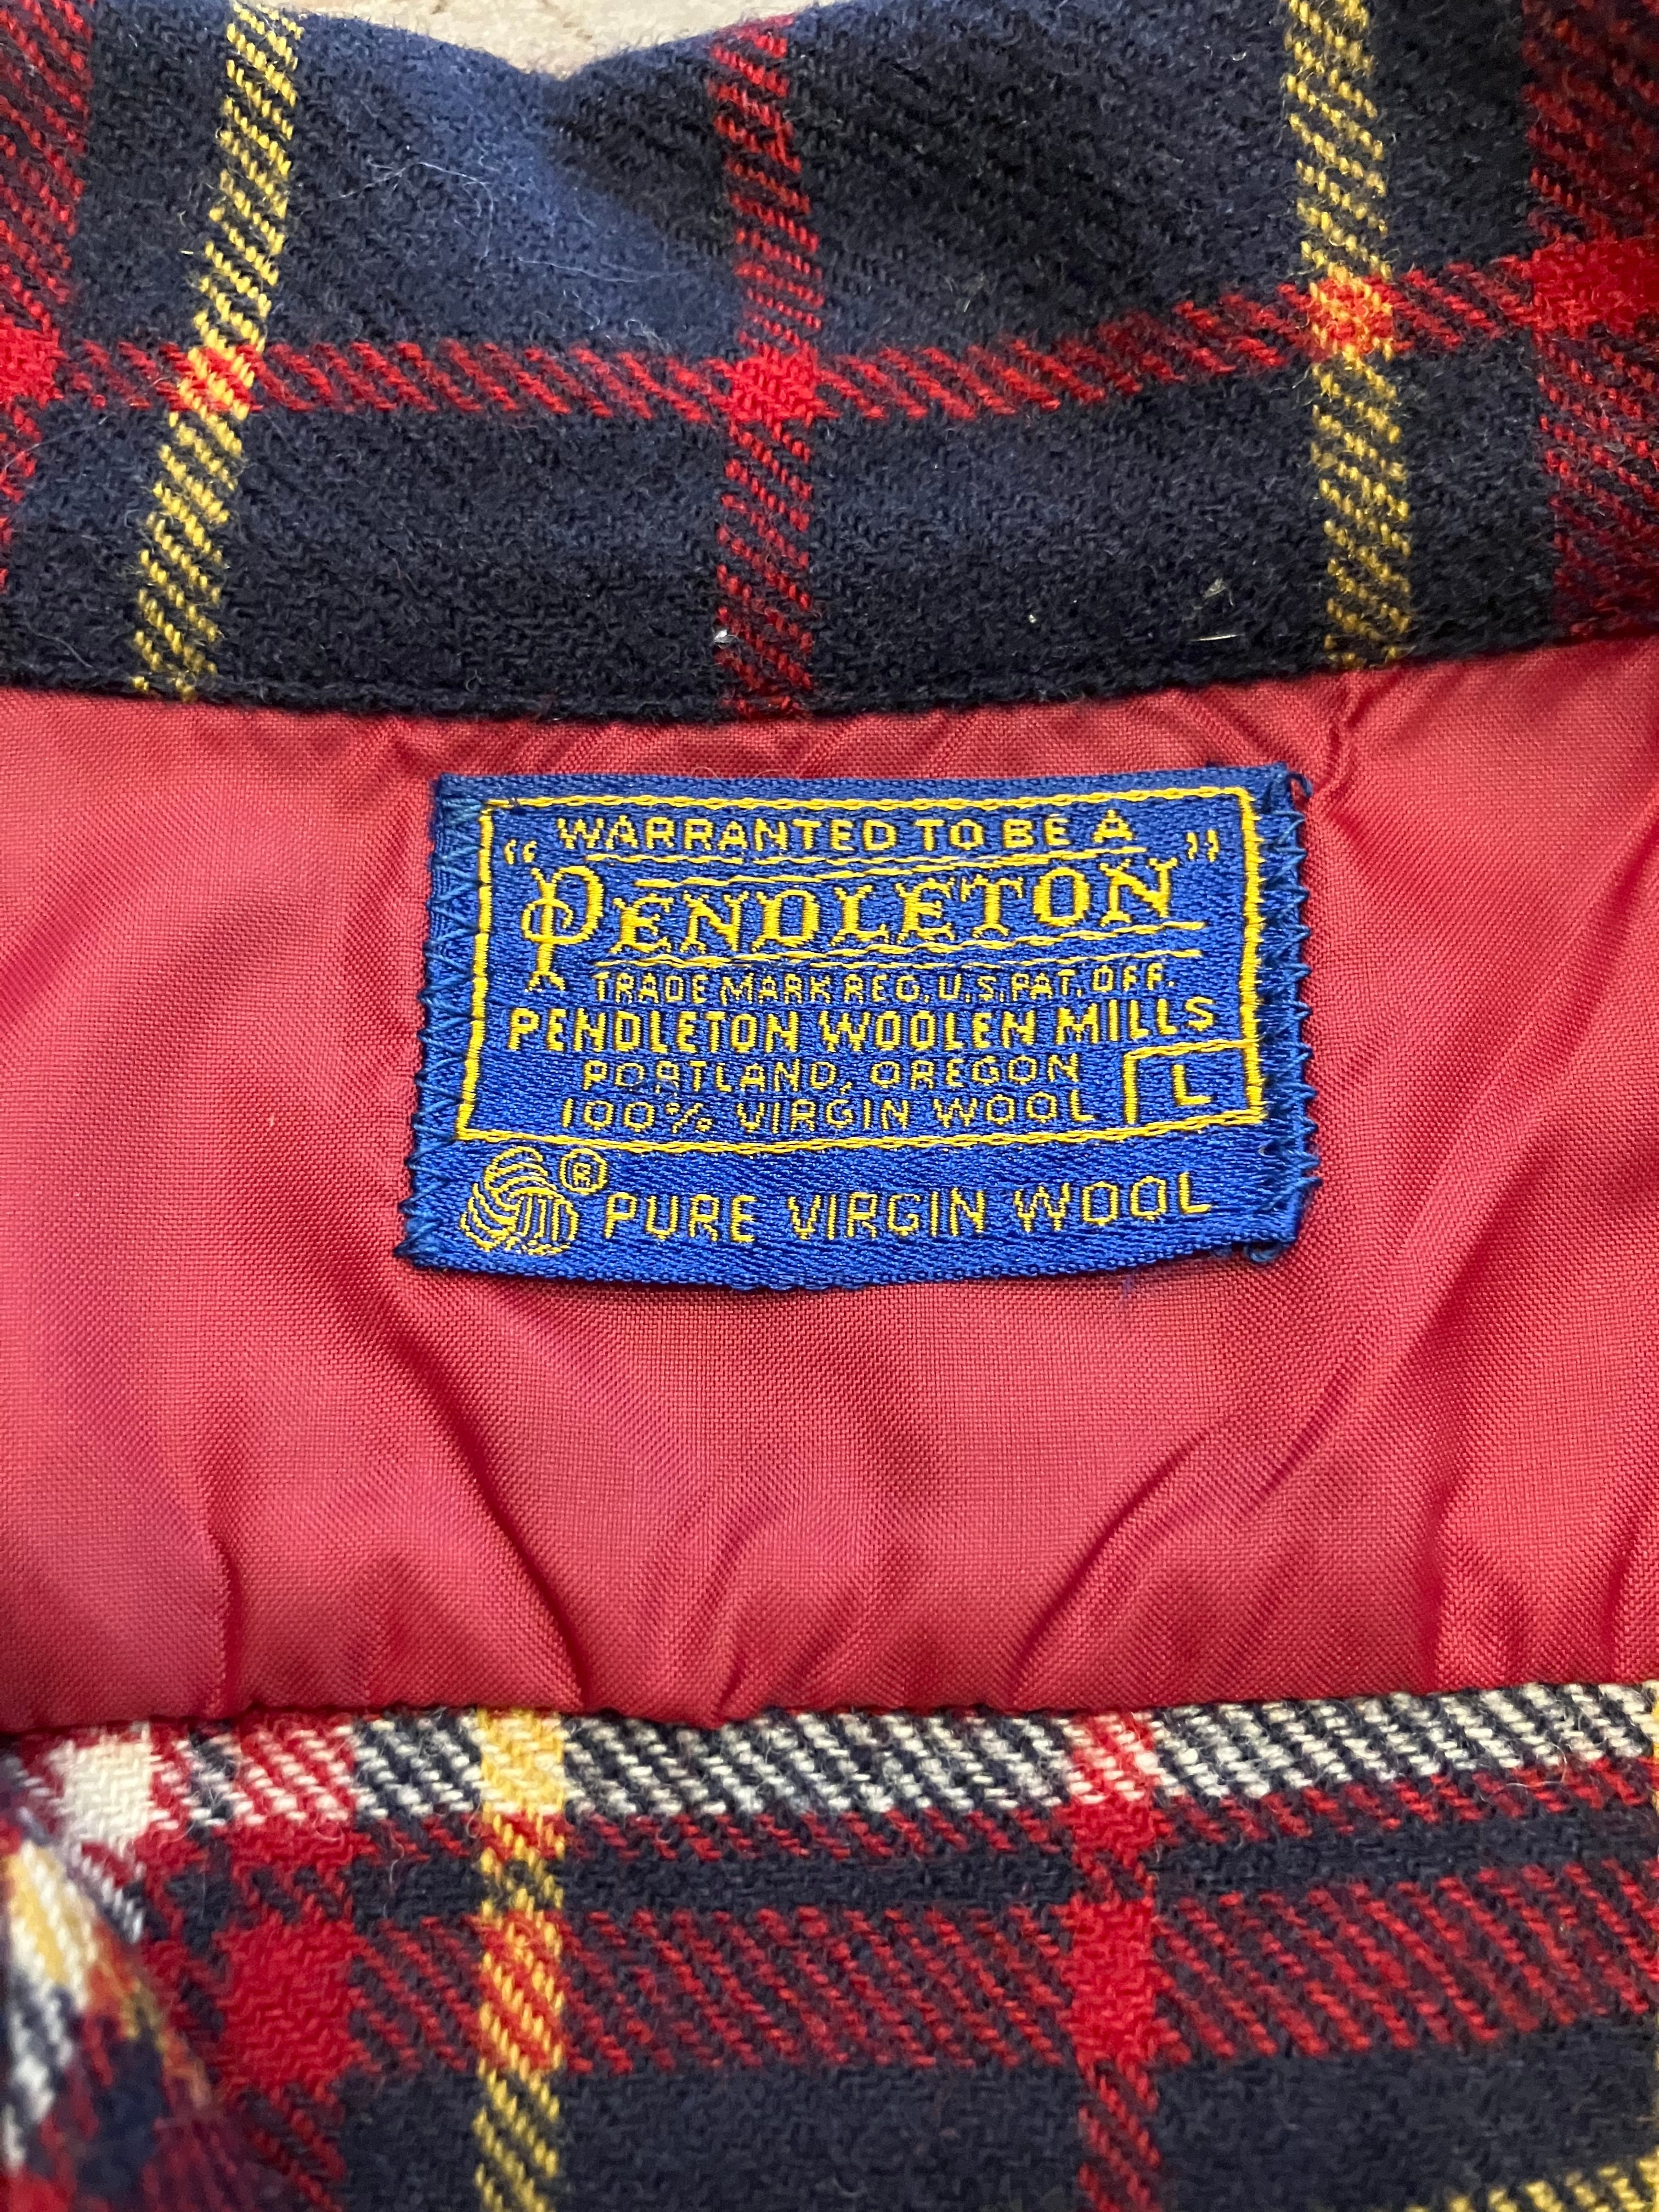 "WARRANTED TO BE A
PENDLETON"
TRADE MARK REG. U.S. PAT. OFF.
PENDLETON WOOLEN MILLS
PORTLAND, OREGON
100% VIRGIN WOOL L
® PURE VIRGIN WOOL